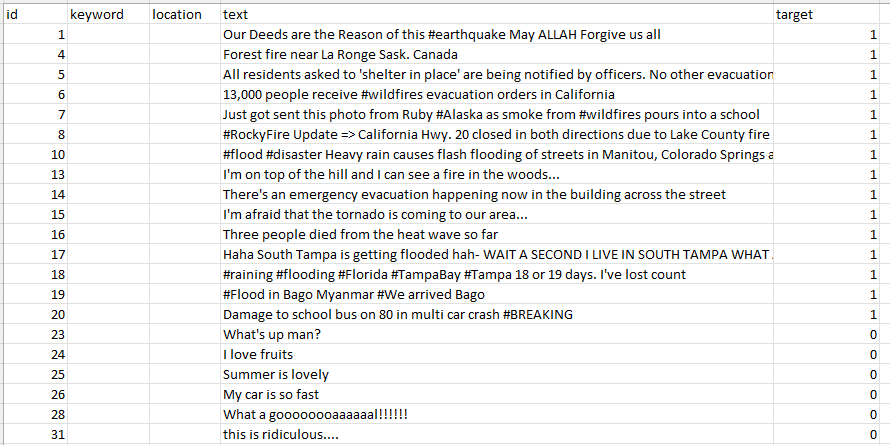 id keyword location text target
1 Our Deeds are the Reason of this #earthquake May ALLAH Forgive us all 1
4 Forest fire near La Ronge Sask. Canada 1
5 All residents asked to 'shelter in place' are being notified by officers. No other evacuation 1
6 13,000 people receive #wildfires evacuation orders in California 1
7 Just got sent this photo from Ruby #Alaska as smoke from #wildfires pours into a school 1
8 #RockyFire Update => California Hwy. 20 closed in both directions due to Lake County fire 1
10 #flood #disaster Heavy rain causes flash flooding of streets in Manitou, Colorado Springs a 1
13 I'm on top of the hill and I can see a fire in the woods... 1
14 There's an emergency evacuation happening now in the building across the street 1
15 I'm afraid that the tornado is coming to our area... 1
16 Three people died from the heat wave so far 1
17 Haha South Tampa is getting flooded hah- WAIT A SECOND I LIVE IN SOUTH TAMPA WHAT 1
18 #raining #flooding #Florida #TampaBay #Tampa 18 or 19 days. I've lost count 1
19 #Flood in Bago Myanmar #We arrived Bago 1
20 Damage to school bus on 80 in multi car crash #BREAKING 1
23 What's up man? 0
24 I love fruits 0
25 Summer is lovely 0
26 My car is so fast 0
28 What a goooooooaaaaaal!!!!!! 0
31 this is ridiculous.... 0